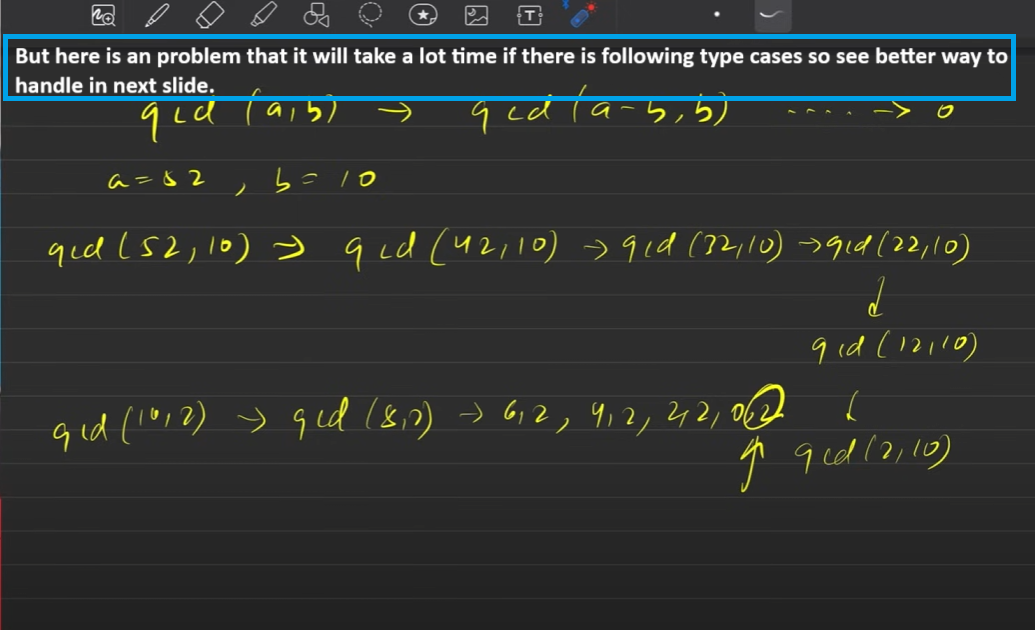 But here is an problem that it will take a lot time if there is following type cases so see better way to
handle in next slide.
gcd (a,b) → gcd (a-b,b) ----→ 0
a=52 , b=10
gcd (52,10) → gcd (42,10) → gcd (32,10) → gcd (22,10)
↓
gcd (12,10)
↓
gcd (10,2) → gcd (8,2) → 6,2, 4,2, 2,2, 0,2
↑ gcd (2,10)